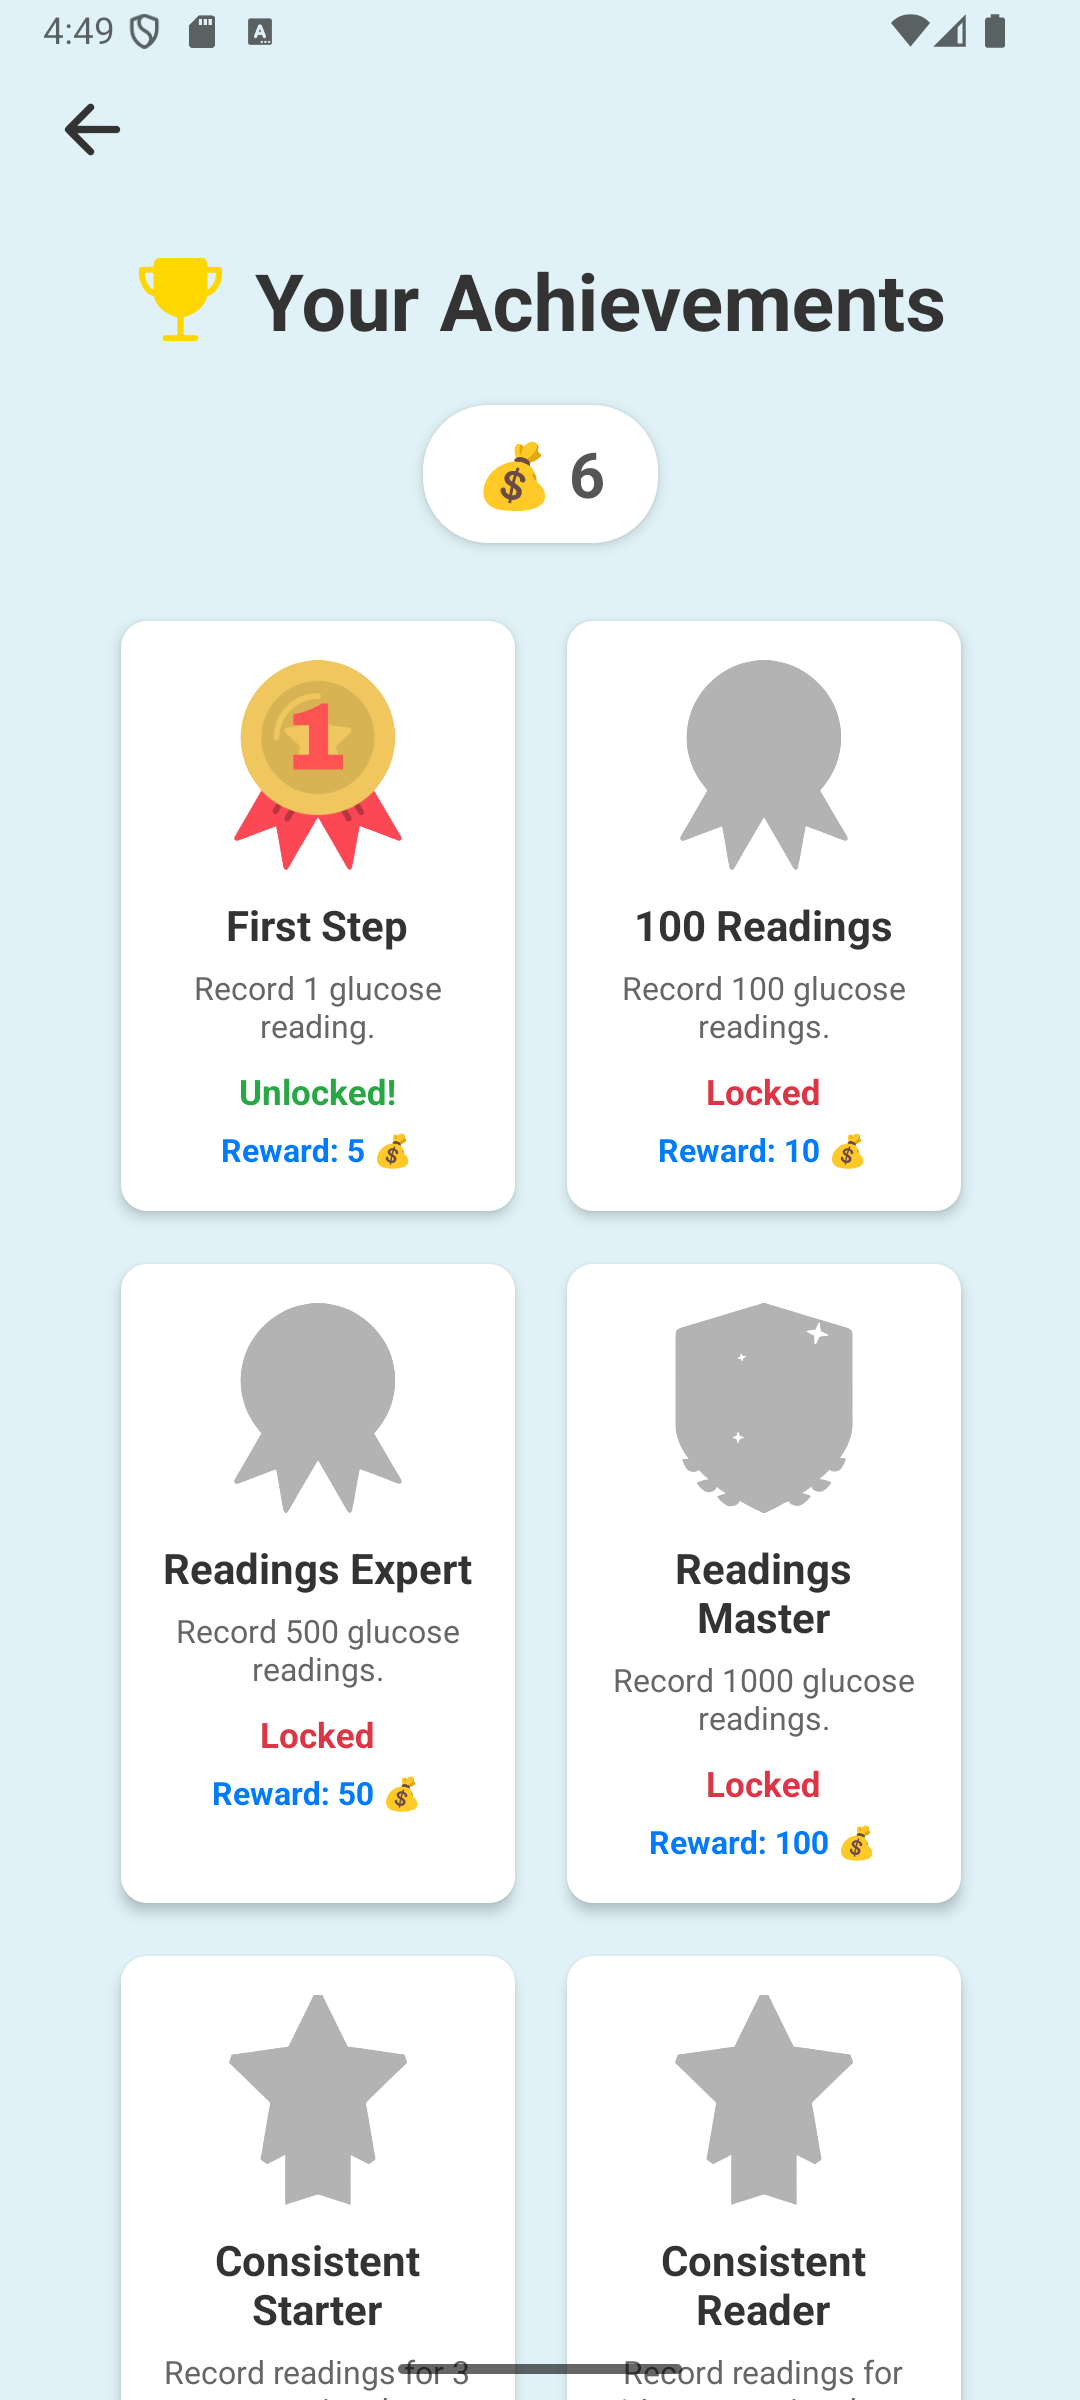 4:49
Your Achievements
💰 6
1
First Step
Record 1 glucose
reading.
Unlocked!
Reward: 5 💰
100 Readings
Record 100 glucose
readings.
Locked
Reward: 10 💰
Readings Expert
Record 500 glucose
readings.
Locked
Reward: 50 💰
Readings
Master
Record 1000 glucose
readings.
Locked
Reward: 100 💰
Consistent
Starter
Record readings for 3
Consistent
Reader
Record readings for